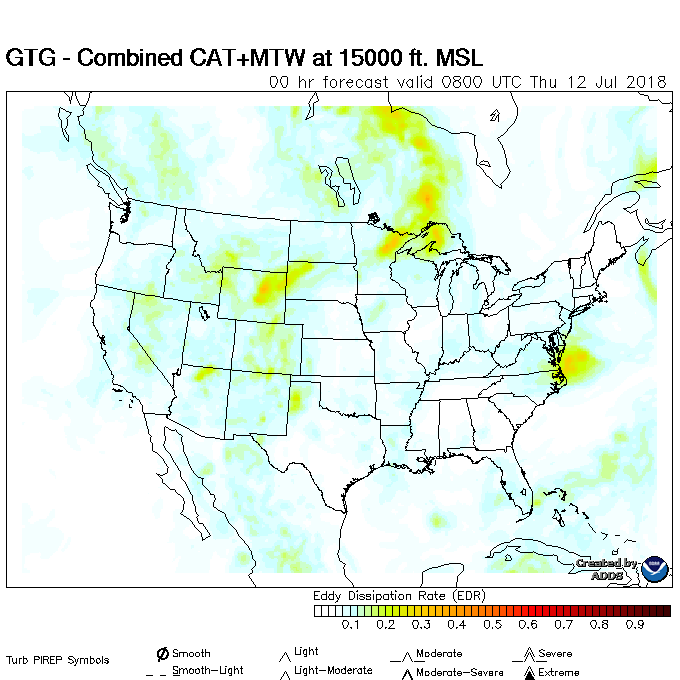 GTG - Combined CAT+MTW at 15000 ft. MSL
00 hr forecast valid 0800 UTC Thu 12 Jul 2018
Created by
ADDS
Eddy Dissipation Rate (EDR)
0.1 0.2 0.3 0.4 0.5 0.6 0.7 0.8 0.9
Turb PIREP Symbols
Smooth Light Moderate Severe
Smooth-Light Light-Moderate Moderate-Severe Extreme